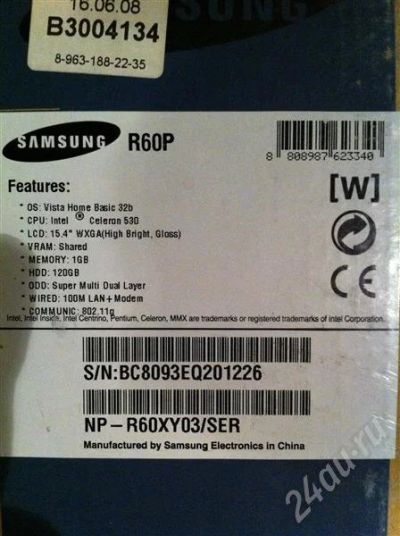 SAMSUNG
16.06.08
B3004134
8-963-188-22-35
SAMSUNG R60P
8 808987 623340
Features:
[W]
* OS: Vista Home Basic 32b
* CPU: Intel ® Celeron 530
* LCD: 15.4" WXGA(High Bright, Gloss)
* VRAM: Shared
* MEMORY: 1GB
* HDD: 120GB
* ODD: Super Multi Dual Layer
* WIRED: 100M LAN+Modem
* COMMUNIC: 802.11g
CE
Intel, Intel Inside, Intel Centrino, Pentium, Celeron, MMX are trademarks or registered trademarks of Intel Corporation.
S/N:BC8093EQ201226
NP-R60XY03/SER
Manufactured by Samsung Electronics in China
24au.ru